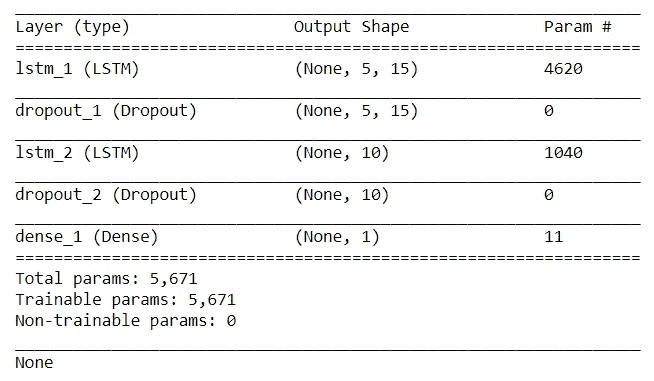 Layer (type) Output Shape Param #
=================================================================
lstm_1 (LSTM) (None, 5, 15) 4620
dropout_1 (Dropout) (None, 5, 15) 0
lstm_2 (LSTM) (None, 10) 1040
dropout_2 (Dropout) (None, 10) 0
dense_1 (Dense) (None, 1) 11
=================================================================
Total params: 5,671
Trainable params: 5,671
Non-trainable params: 0
None